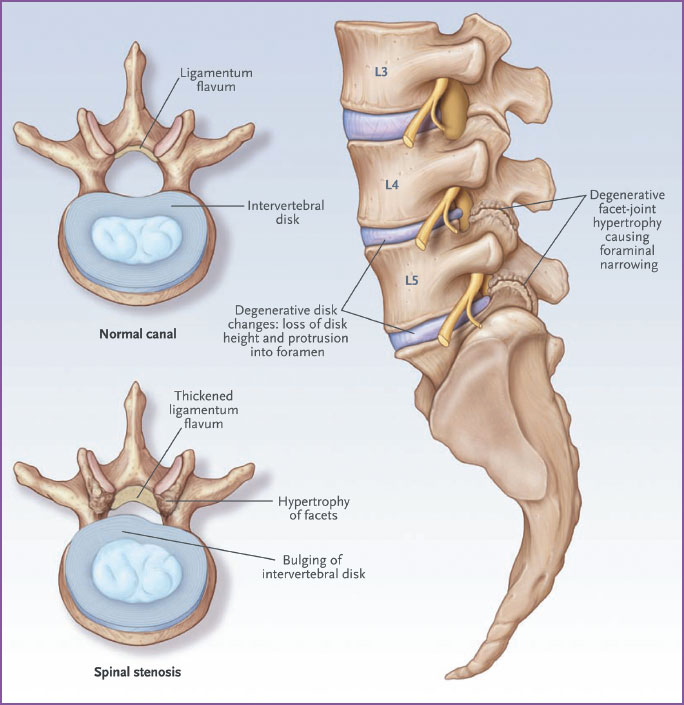 Ligamentum
flavum
Intervertebral
disk
Normal canal
Thickened
ligamentum
flavum
Hypertrophy
of facets
Bulging of
intervertebral disk
Spinal stenosis
L3
L4
L5
Degenerative disk
changes: loss of disk
height and protrusion
into foramen
Degenerative
facet-joint
hypertrophy
causing
foraminal
narrowing